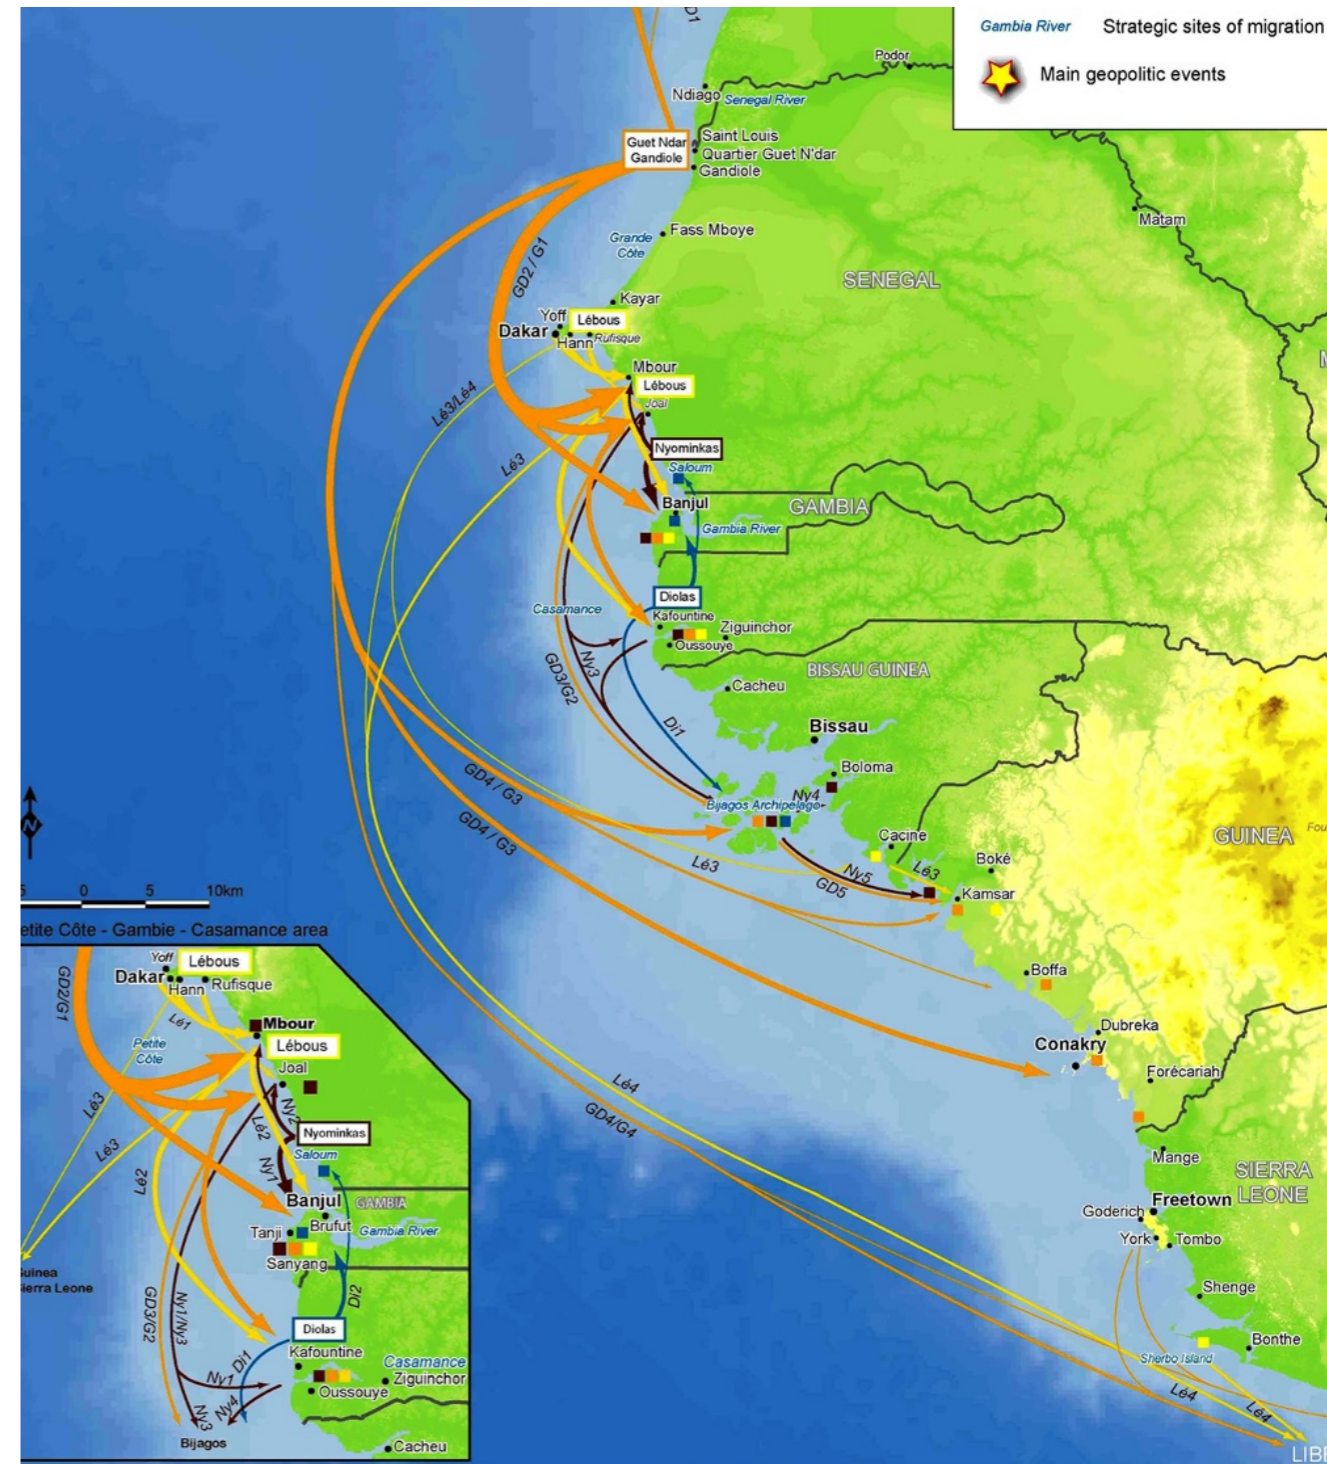 D1
Gambia River
Strategic sites of migration
Main geopolitic events
Podor
Ndiago
Senegal River
Guet Ndar
Gandiole
Saint Louis
Quartier Guet N'dar
Gandiole
Matam
Fass Mboye
Grande
Côte
GD2 / G1
SENEGAL
Kayar
Yoff
Lébous
Dakar
Hann
Rufisque
Mbour
Lébous
Joal
Lé3/Lé4
Lé3
Nyominkas
Saloum
Banjul
GAMBIA
Gambia River
Diolas
Casamance
Kafountine
Ziguinchor
Oussouye
Ny3
GD3/G2
BISSAU GUINEA
Cacheu
Di1
Bissau
Boloma
Ny4
Bijagos Archipelago
GD4 / G3
GD4 / G3
Cacine
GUINEA
Fou
Boké
Lé3
Lé3
Ny5
GD5
Kamsar
N
0 5 10km
etite Côte - Gambie - Casamance area
Boffa
Dubreka
Conakry
Forécariah
Lé4
GD4/G4
Mange
SIERRA
LEONE
Freetown
Goderich
York
Tombo
Shenge
Bonthe
Sherbo Island
Lé4
Lé4
LIBE
Yoff
Lébous
Dakar
Hann
Rufisque
GD2/G1
Lé1
Mbour
Lébous
Petite
Côte
Joal
Lé3
Lé3
Ny2
Lé2
Nyominkas
Saloum
Ny1
Lé2
Banjul
GAMBIA
Tanji
Brufut
Gambia River
Sanyang
uinea
ierra Leone
GD3/G2
Ny1/Ny3
Di2
Diolas
Di1
Kafountine
Casamance
Ziguinchor
Ny1
Oussouye
Ny3
Ny4
Bijagos
Cacheu